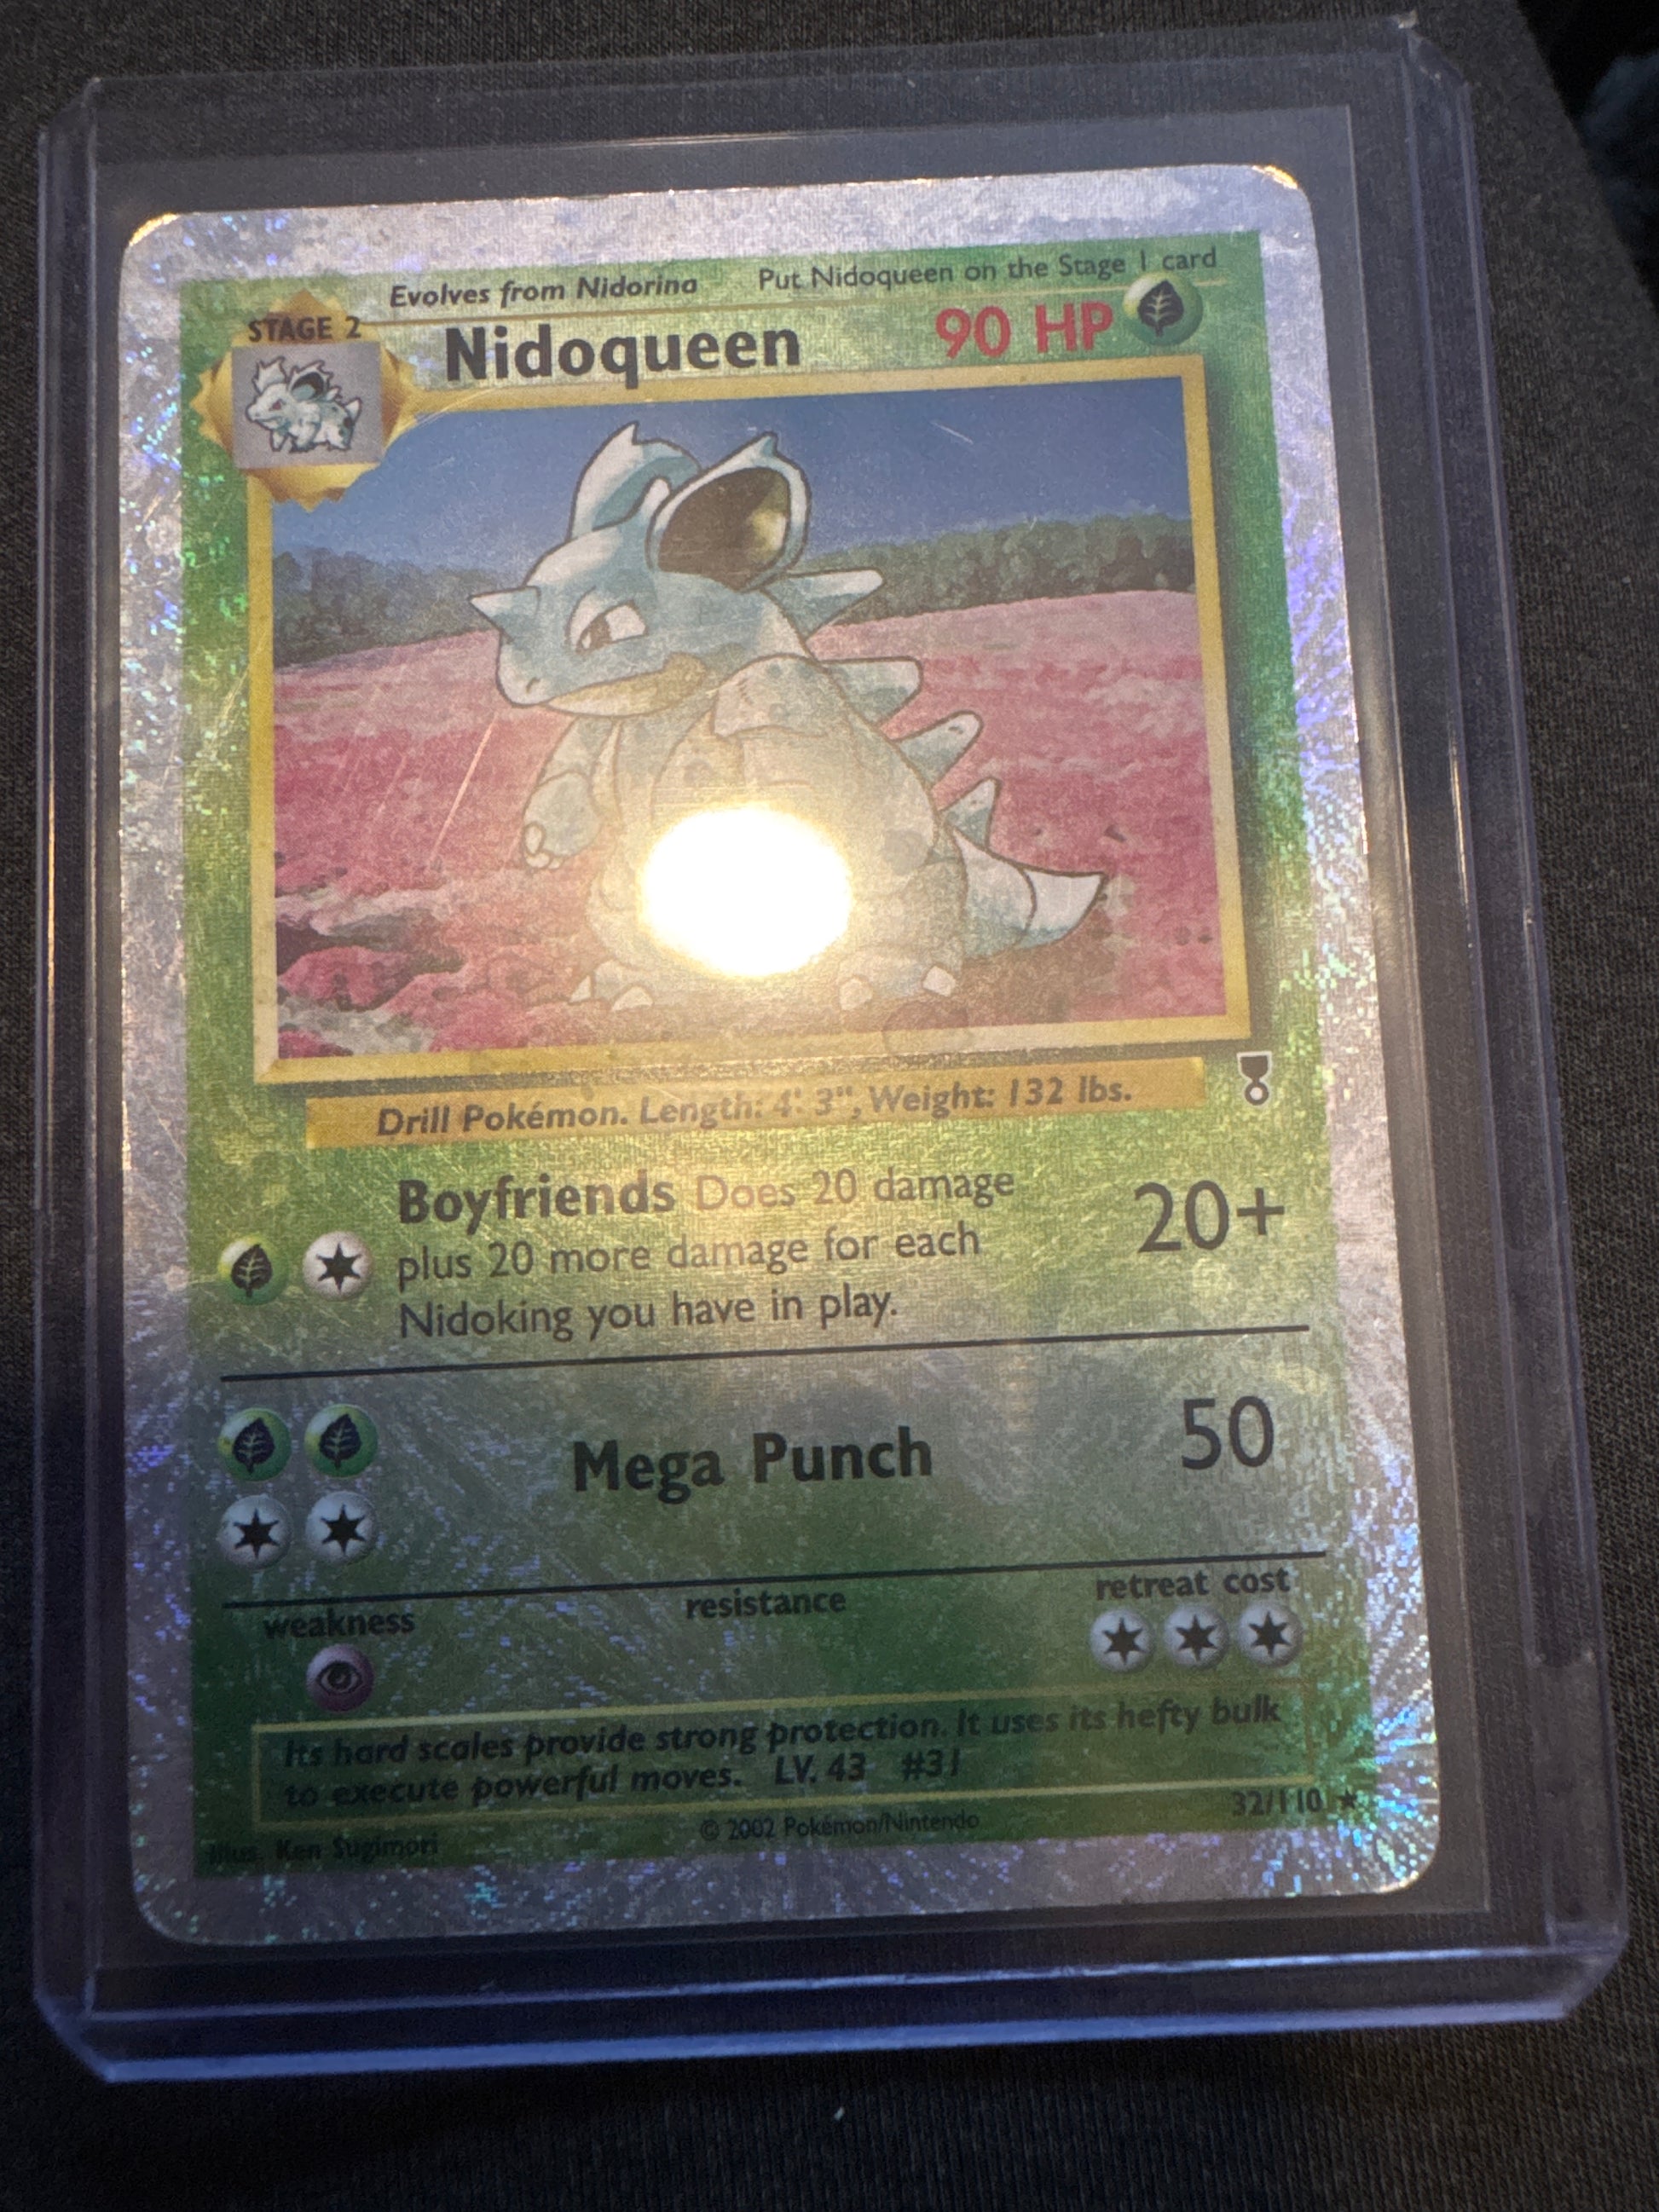 Evolves from Nidorina Put Nidoqueen on the Stage 1 card
STAGE 2
Nidoqueen 90 HP
Drill Pokémon. Length: 4' 3", Weight: 132 lbs.
Boyfriends Does 20 damage
plus 20 more damage for each
Nidoking you have in play.
20+
Mega Punch 50
weakness resistance retreat cost
Its hard scales provide strong protection. It uses its hefty bulk
to execute powerful moves. LV. 43 #31
32/110 ★
Illus. Ken Sugimori © 2002 Pokémon/Nintendo